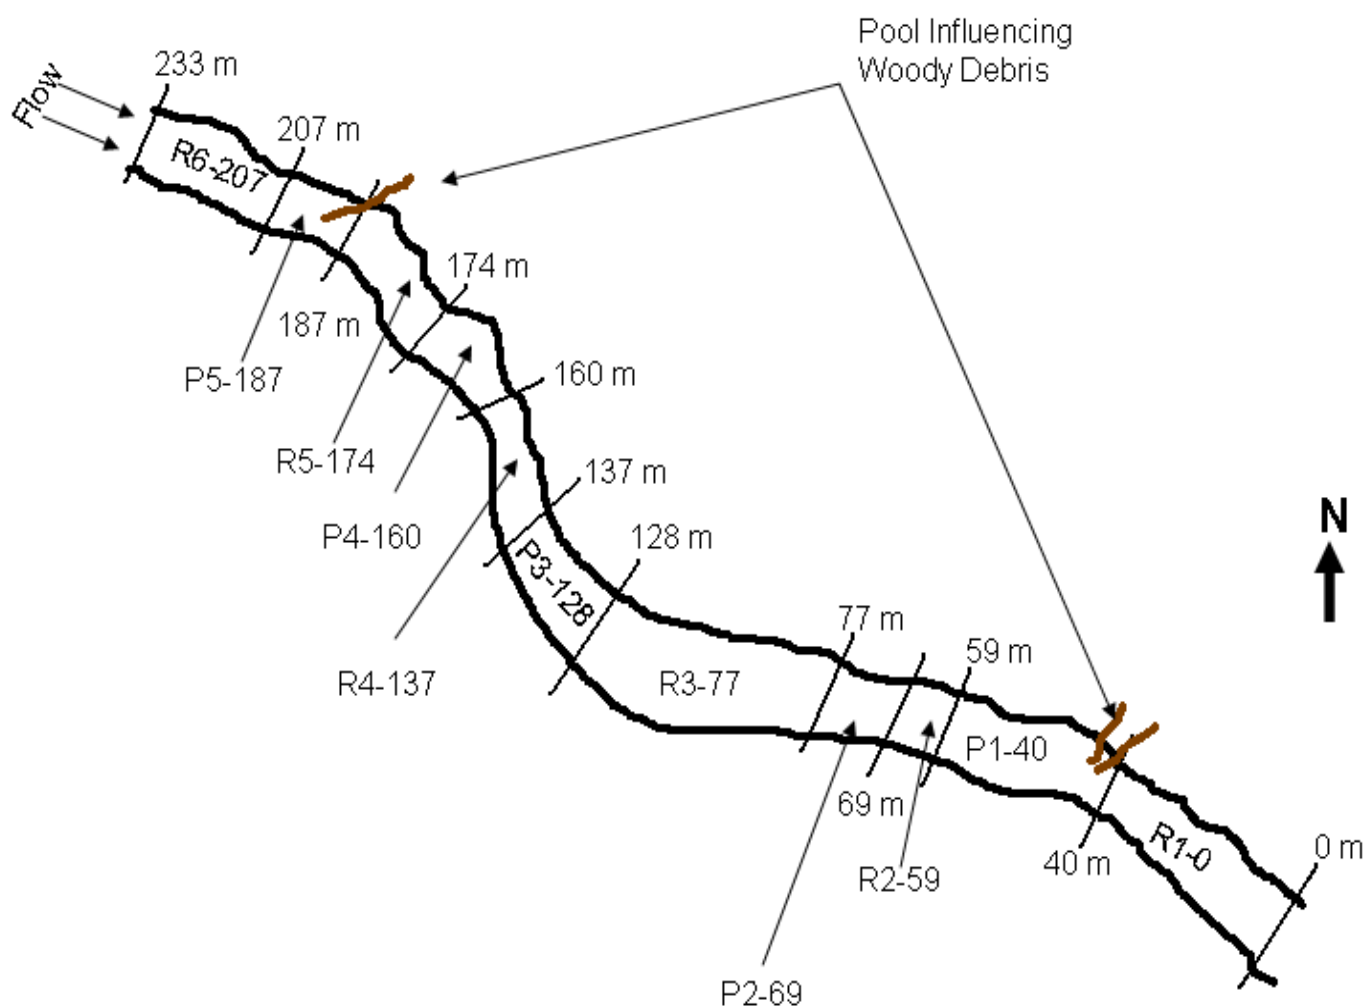 Pool Influencing
Woody Debris
233 m
Flow
207 m
R6-207
174 m
187 m
P5-187
160 m
R5-174
137 m
P4-160
128 m
P3-128
N
77 m
59 m
R4-137
R3-77
P1-40
69 m
R1-0
0 m
40 m
R2-59
P2-69